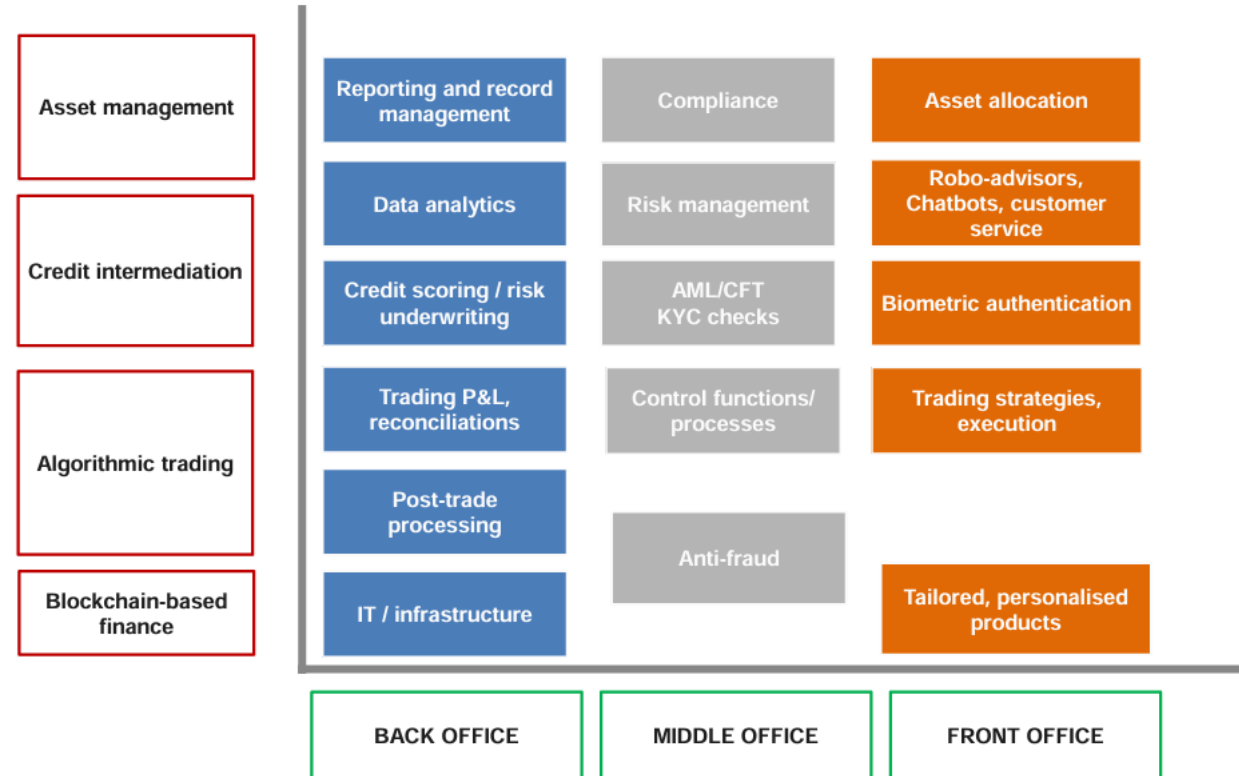 Asset management
Credit intermediation
Algorithmic trading
Blockchain-based
finance
Reporting and record
management
Data analytics
Credit scoring / risk
underwriting
Trading P&L,
reconciliations
Post-trade
processing
IT / infrastructure
Compliance
Risk management
AML/CFT
KYC checks
Control functions/
processes
Anti-fraud
Asset allocation
Robo-advisors,
Chatbots, customer
service
Biometric authentication
Trading strategies,
execution
Tailored, personalised
products
BACK OFFICE
MIDDLE OFFICE
FRONT OFFICE